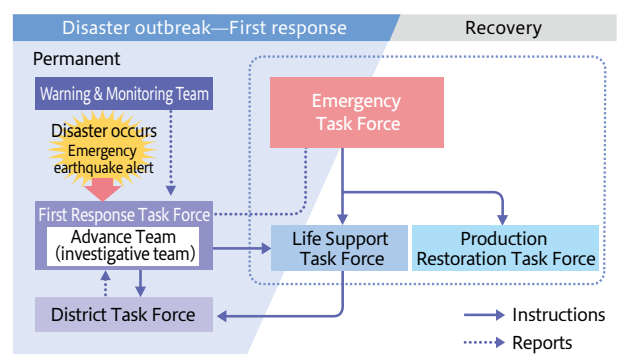 Disaster outbreak—First response
Recovery
Permanent
Warning & Monitoring Team
Disaster occurs
Emergency
earthquake alert
Emergency
Task Force
First Response Task Force
Advance Team
(investigative team)
Life Support
Task Force
Production
Restoration Task Force
District Task Force
Instructions
Reports